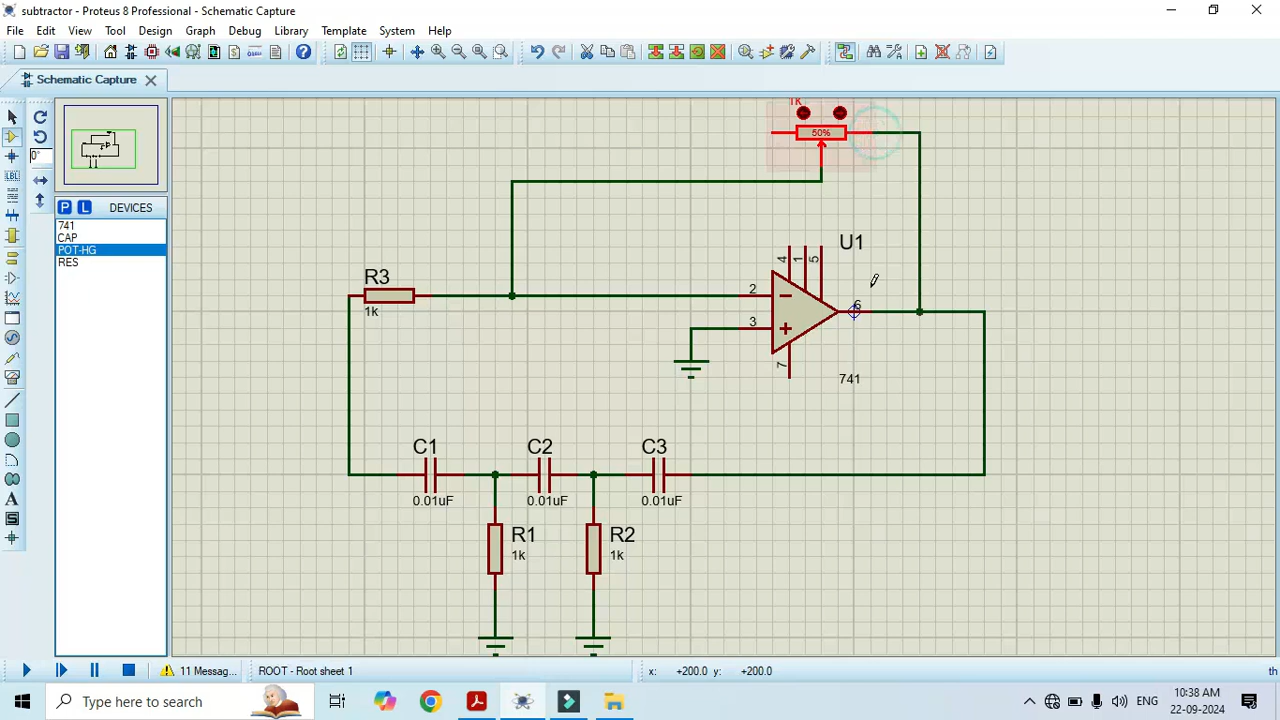 subtractor - Proteus 8 Professional - Schematic Capture
File Edit View Tool Design Graph Debug Library Template System Help
Schematic Capture
0°
P L DEVICES
741
CAP
POT-HG
RES
1K
50%
U1
4 1 5
2
3
6
7
741
R3
1k
C1 C2 C3
0.01uF 0.01uF 0.01uF
R1 R2
1k 1k
11 Messag... ROOT - Root sheet 1 x: +200.0 y: +200.0 th
Type here to search
ENG
10:38 AM
22-09-2024